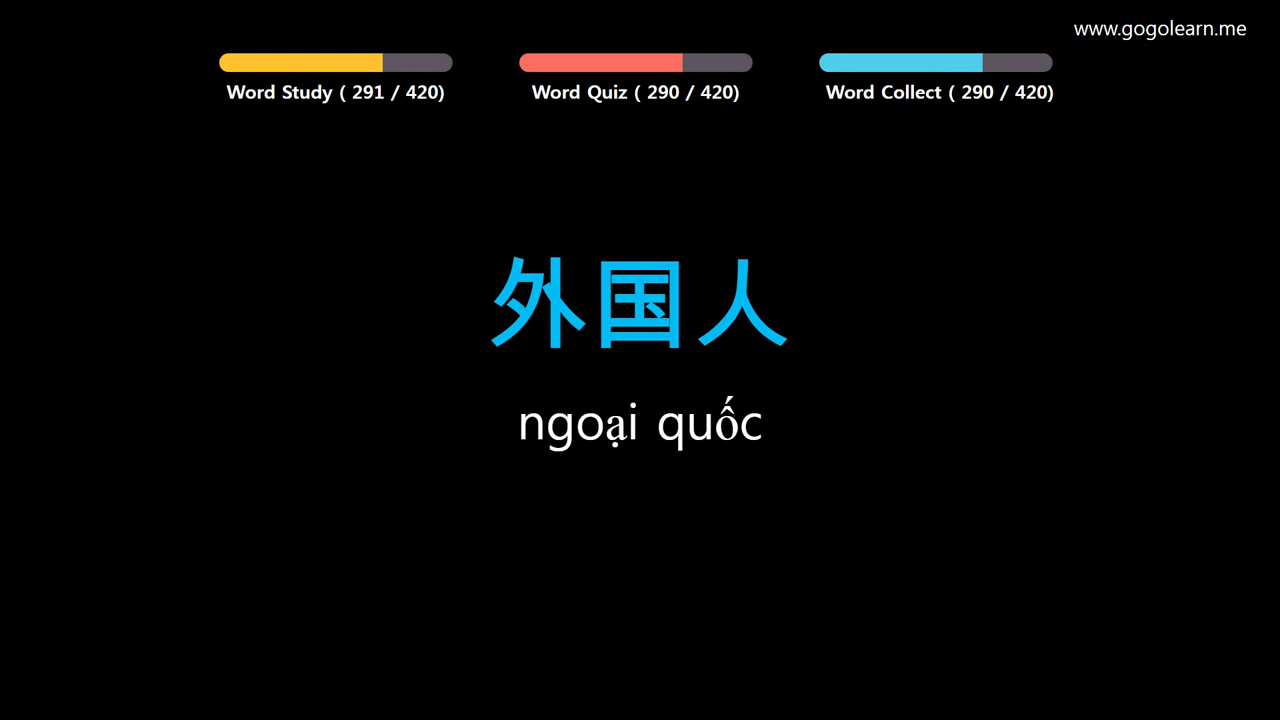 www.gogolearn.me
Word Study ( 291 / 420)
Word Quiz ( 290 / 420)
Word Collect ( 290 / 420)
外国人
ngoại quốc